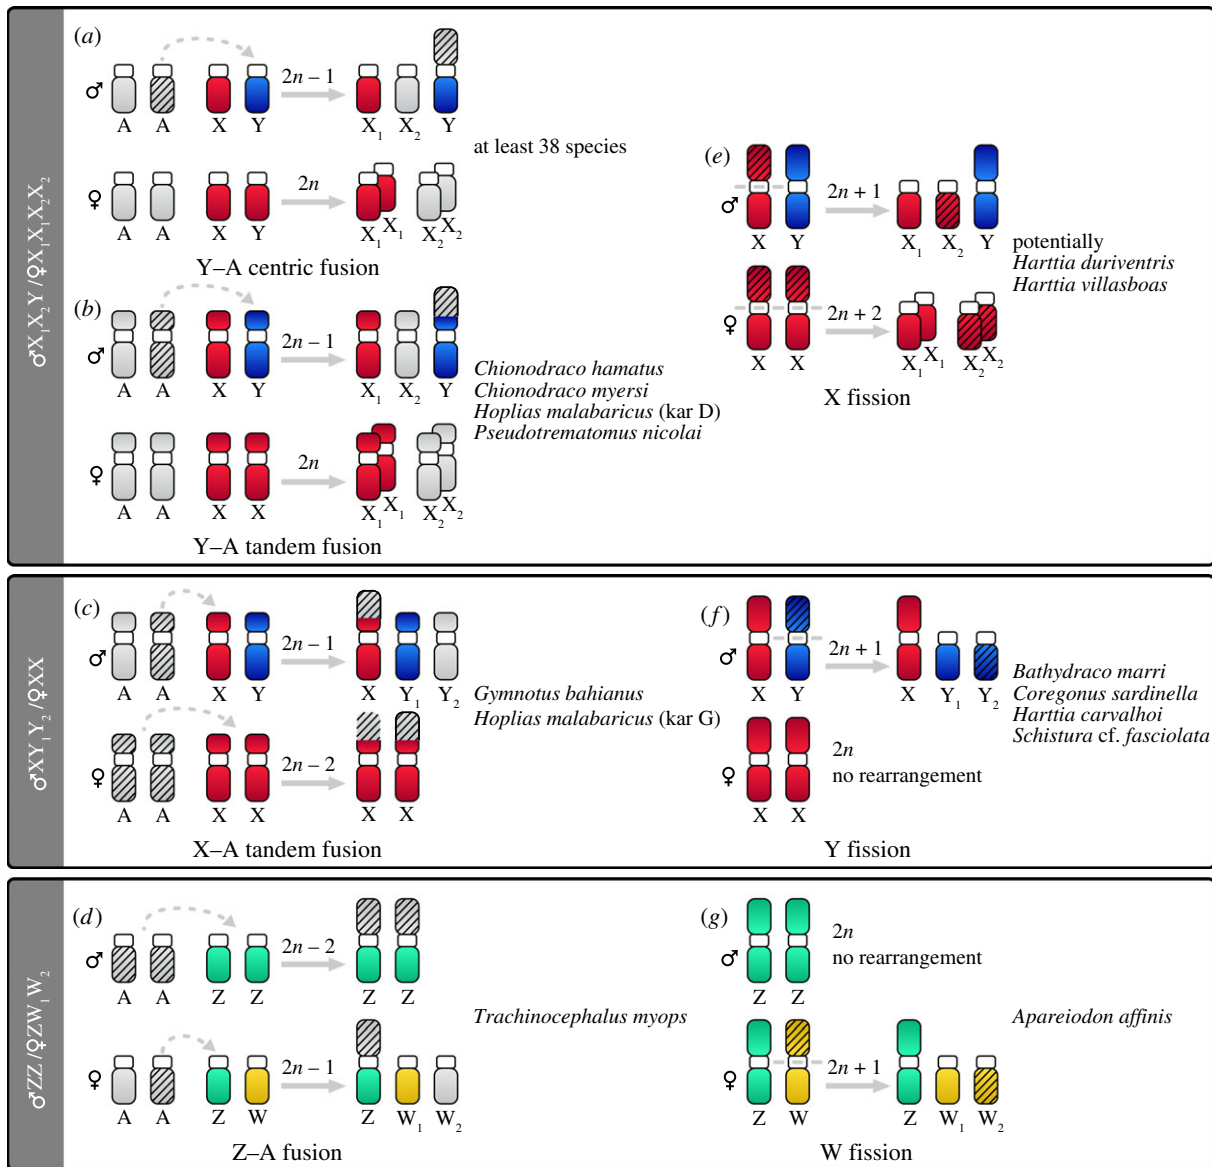 ♂X₁X₂Y/♀X₁X₁X₂X₂
(a)
♂
A A X Y
2n – 1
X₁ X₂ Y
at least 38 species
♀
A A X Y
2n
X₁ X₁ X₂ X₂
Y–A centric fusion
(b)
♂
A A X Y
2n – 1
X₁ X₂ Y
Chionodraco hamatus
Chionodraco myersi
Hoplias malabaricus (kar D)
Pseudotrematomus nicolai
♀
A A X X
2n
X₁ X₁ X₂ X₂
Y–A tandem fusion
(e)
♂
X Y
2n + 1
X₁ X₂ Y
potentially
Harttia duriventris
Harttia villasboas
♀
X X
2n + 2
X₁ X₁ X₂ X₂
X fission
♂XY₁Y₂/♀XX
(c)
♂
A A X Y
2n – 1
X Y₁ Y₂
Gymnotus bahianus
Hoplias malabaricus (kar G)
♀
A A X X
2n – 2
X X
X–A tandem fusion
(f)
♂
X Y
2n + 1
X Y₁ Y₂
Bathydraco marri
Coregonus sardinella
Harttia carvalhoi
Schistura cf. fasciolata
♀
X X
2n
no rearrangement
Y fission
♂ZZ/♀ZW₁W₂
(d)
♂
A A Z Z
2n – 2
Z Z
Trachinocephalus myops
♀
A A Z W
2n – 1
Z W₁ W₂
Z–A fusion
(g)
♂
Z Z
2n
no rearrangement
Apareiodon affinis
♀
Z W
2n + 1
Z W₁ W₂
W fission